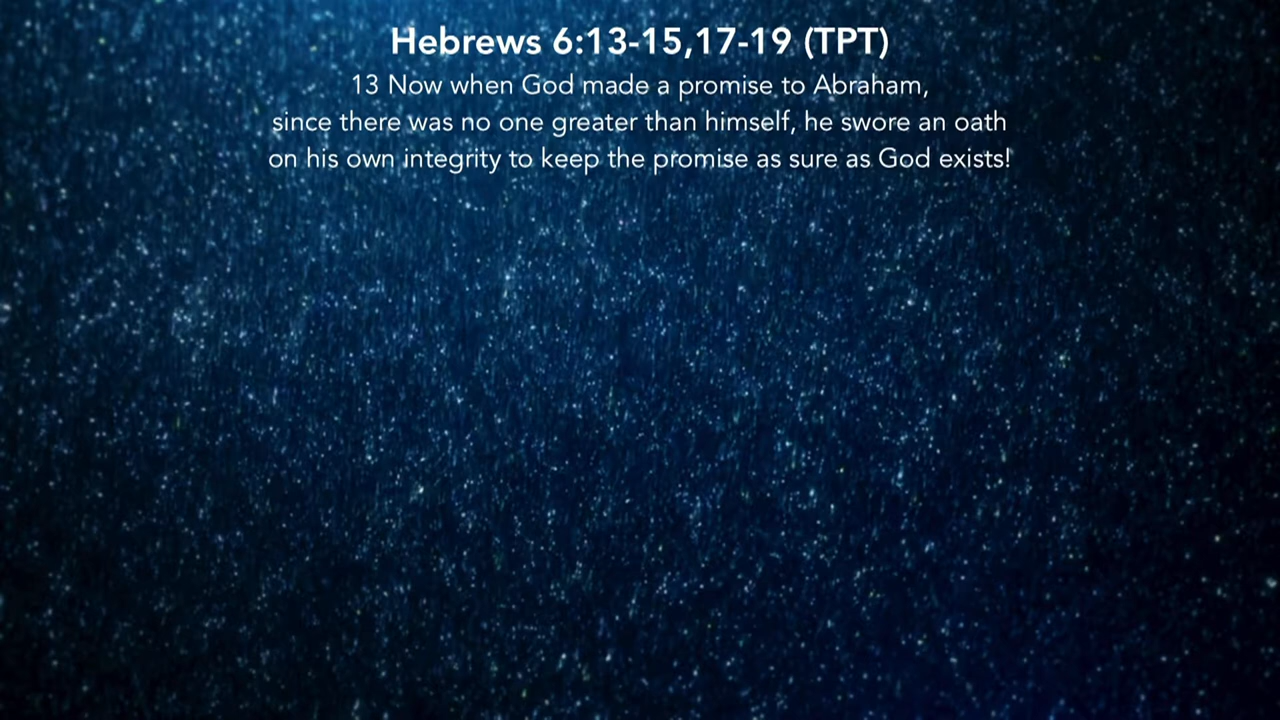 Hebrews 6:13-15,17-19 (TPT)
13 Now when God made a promise to Abraham,
since there was no one greater than himself, he swore an oath
on his own integrity to keep the promise as sure as God exists!